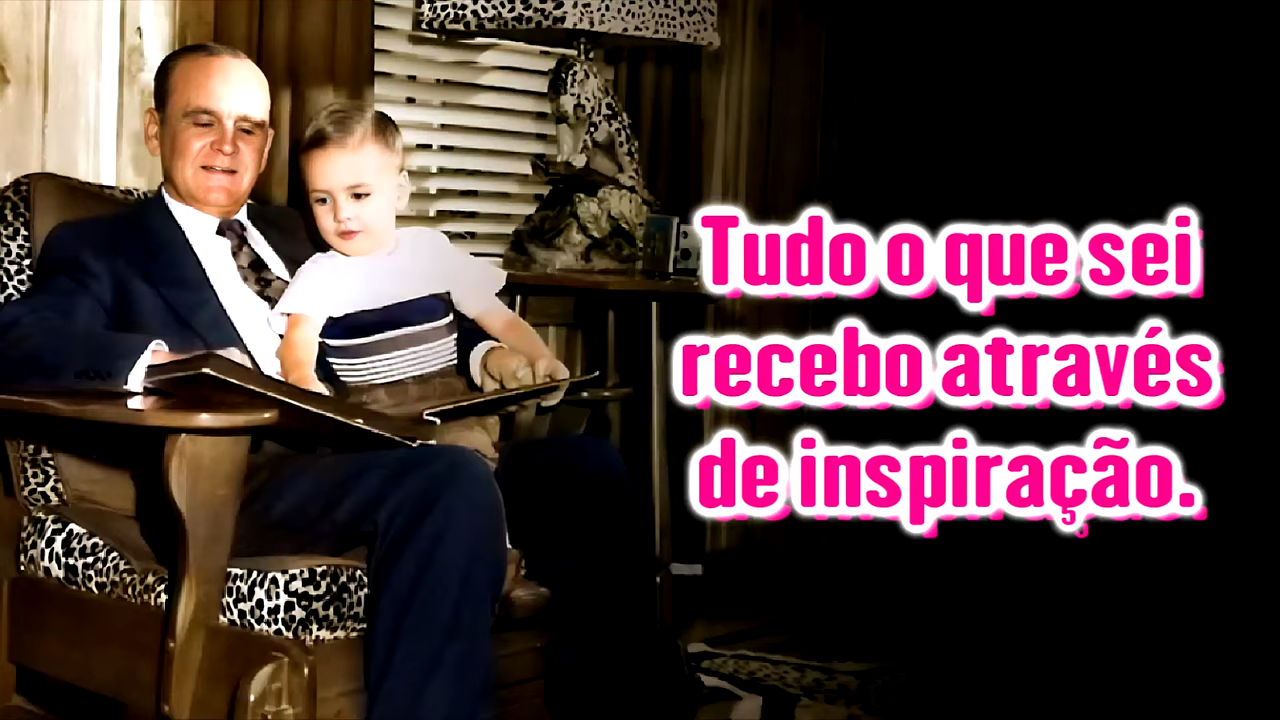 Tudo o que sei
recebo através
de inspiração.